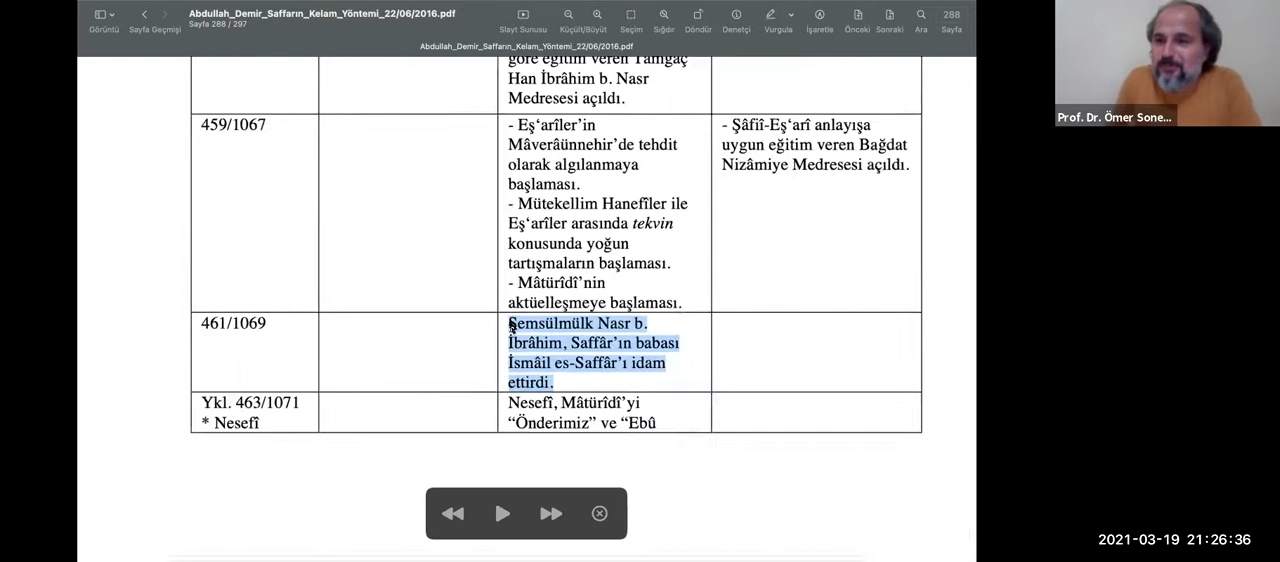 Abdullah_Demir_Saffarın_Kelam_Yöntemi_22/06/2016.pdf
Sayfa 288 / 297
Görüntü
Sayfa Geçmişi
Slayt Sunusu
Küçült/Büyüt
Seçim
Sığdır
Döndür
Denetçi
Vurgula
İşaretle
Önceki
Sonraki
Ara
288
Sayfa
Abdullah_Demir_Saffarın_Kelam_Yöntemi_22/06/2016.pdf
göre eğitim veren Tamgaç
Han İbrâhim b. Nasr
Medresesi açıldı.
459/1067
- Eş‘arîler’in
Mâverâünnehir’de tehdit
olarak algılanmaya
başlaması.
- Mütekellim Hanefîler ile
Eş‘arîler arasında tekvin
konusunda yoğun
tartışmaların başlaması.
- Mâtürîdî’nin
aktüelleşmeye başlaması.
- Şâfiî-Eş‘arî anlayışa
uygun eğitim veren Bağdat
Nizâmiye Medresesi açıldı.
461/1069
Şemsülmülk Nasr b.
İbrâhim, Saffâr’ın babası
İsmâil es-Saffâr’ı idam
ettirdi.
Ykl. 463/1071
* Nesefî
Nesefî, Mâtürîdî’yi
“Önderimiz” ve “Ebû
Prof. Dr. Ömer Sone...
2021-03-19 21:26:36